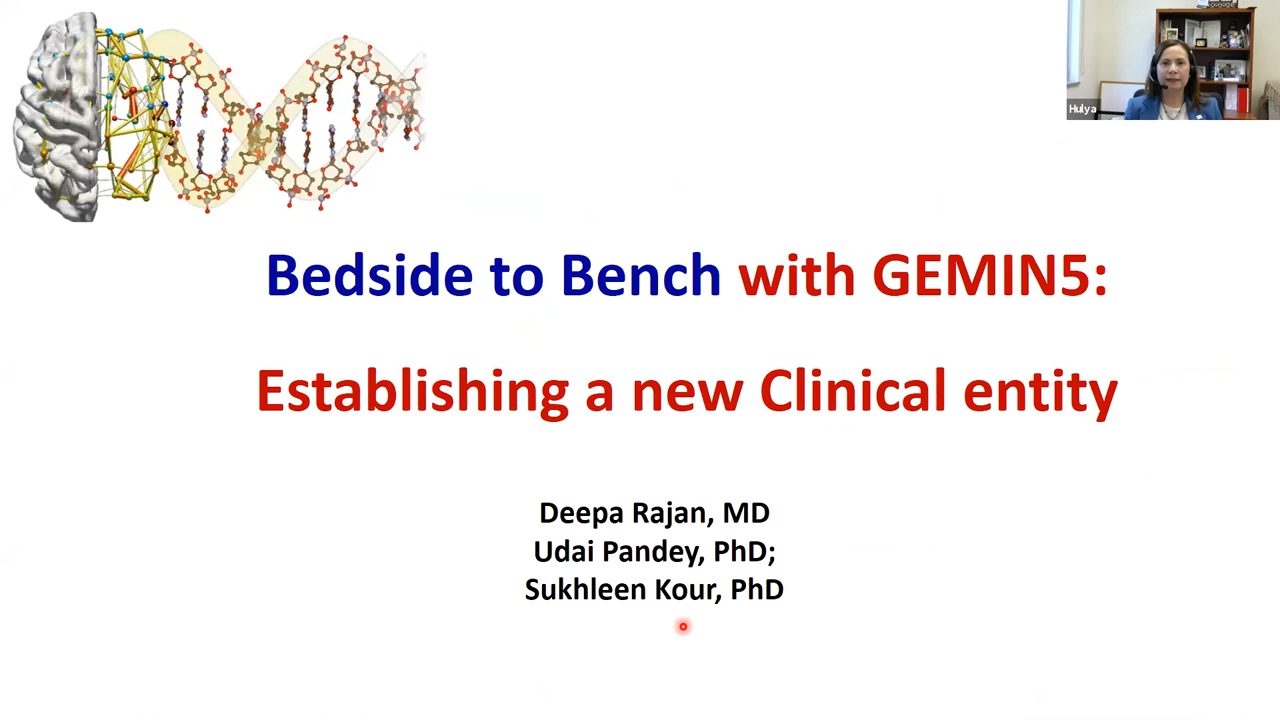 Hulya
Bedside to Bench with GEMIN5:
Establishing a new Clinical entity
Deepa Rajan, MD
Udai Pandey, PhD;
Sukhleen Kour, PhD